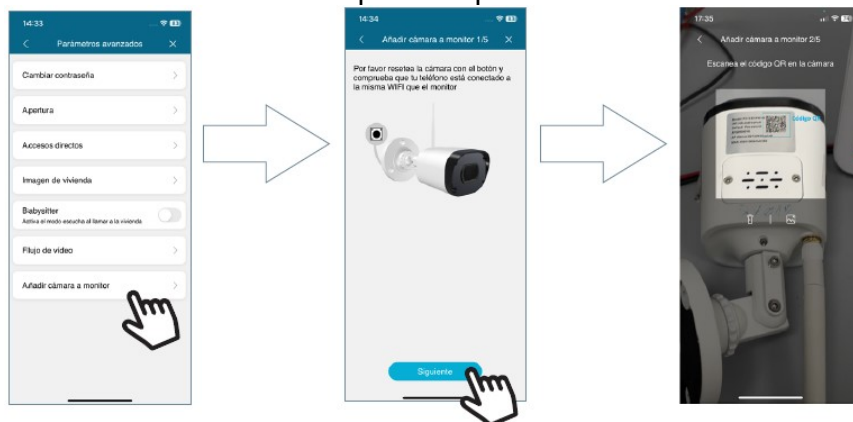 14:33
Parámetros avanzados
Cambiar contraseña
Apertura
Accesos directos
Imagen de vivienda
Babysitter
Activa el modo escucha al llamar a la vivienda
Flujo de vídeo
Añadir cámara a monitor
14:34
Añadir cámara a monitor 1/5
Por favor resetea la cámara con el botón y
comprueba que tu teléfono está conectado a
la misma WIFI que el monitor
Siguiente
17:35
Añadir cámara a monitor 2/5
Escanea el código QR en la cámara
Código QR